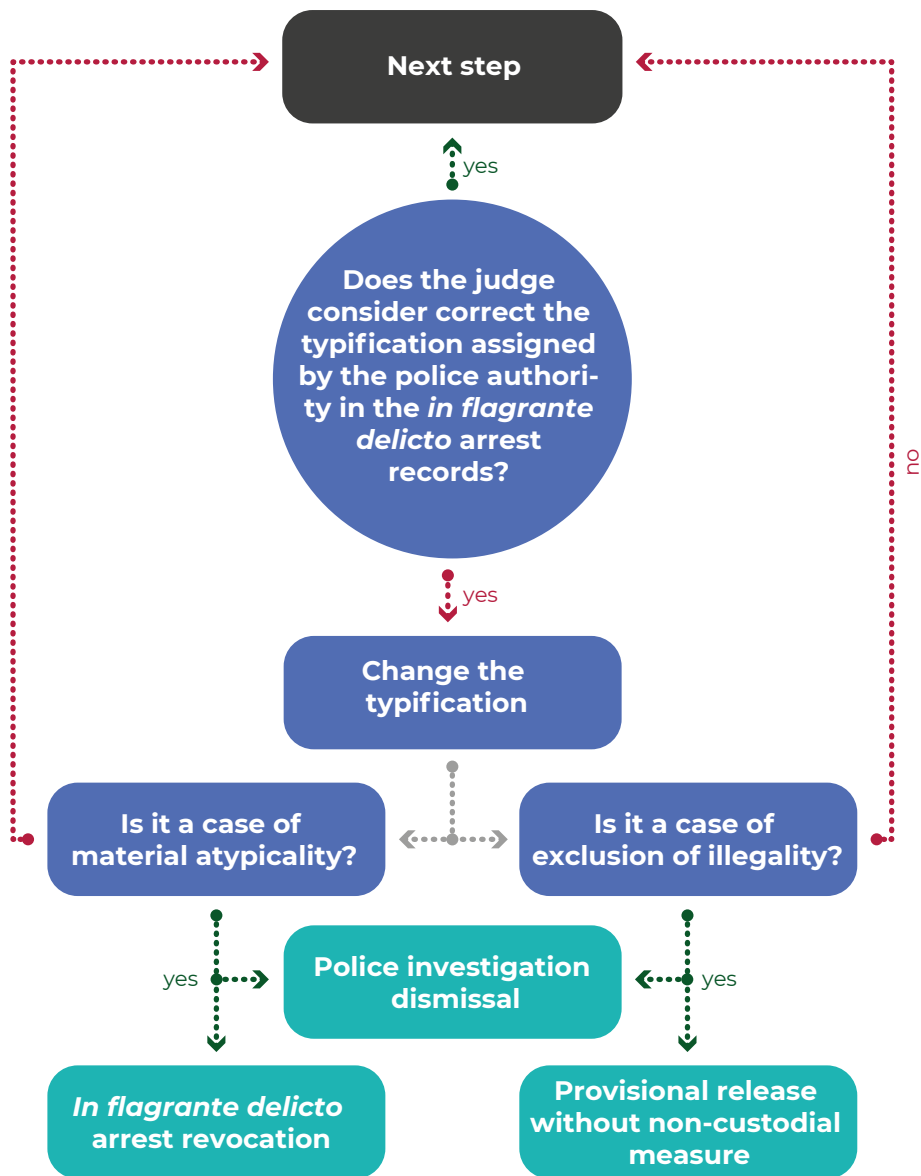 Next step
yes
Does the judge
consider correct the
typification assigned
by the police authori-
ty in the in flagrante
delicto arrest
records?
no
yes
Change the
typification
Is it a case of
material atypicality?
Is it a case of
exclusion of illegality?
yes
Police investigation
dismissal
yes
In flagrante delicto
arrest revocation
Provisional release
without non-custodial
measure